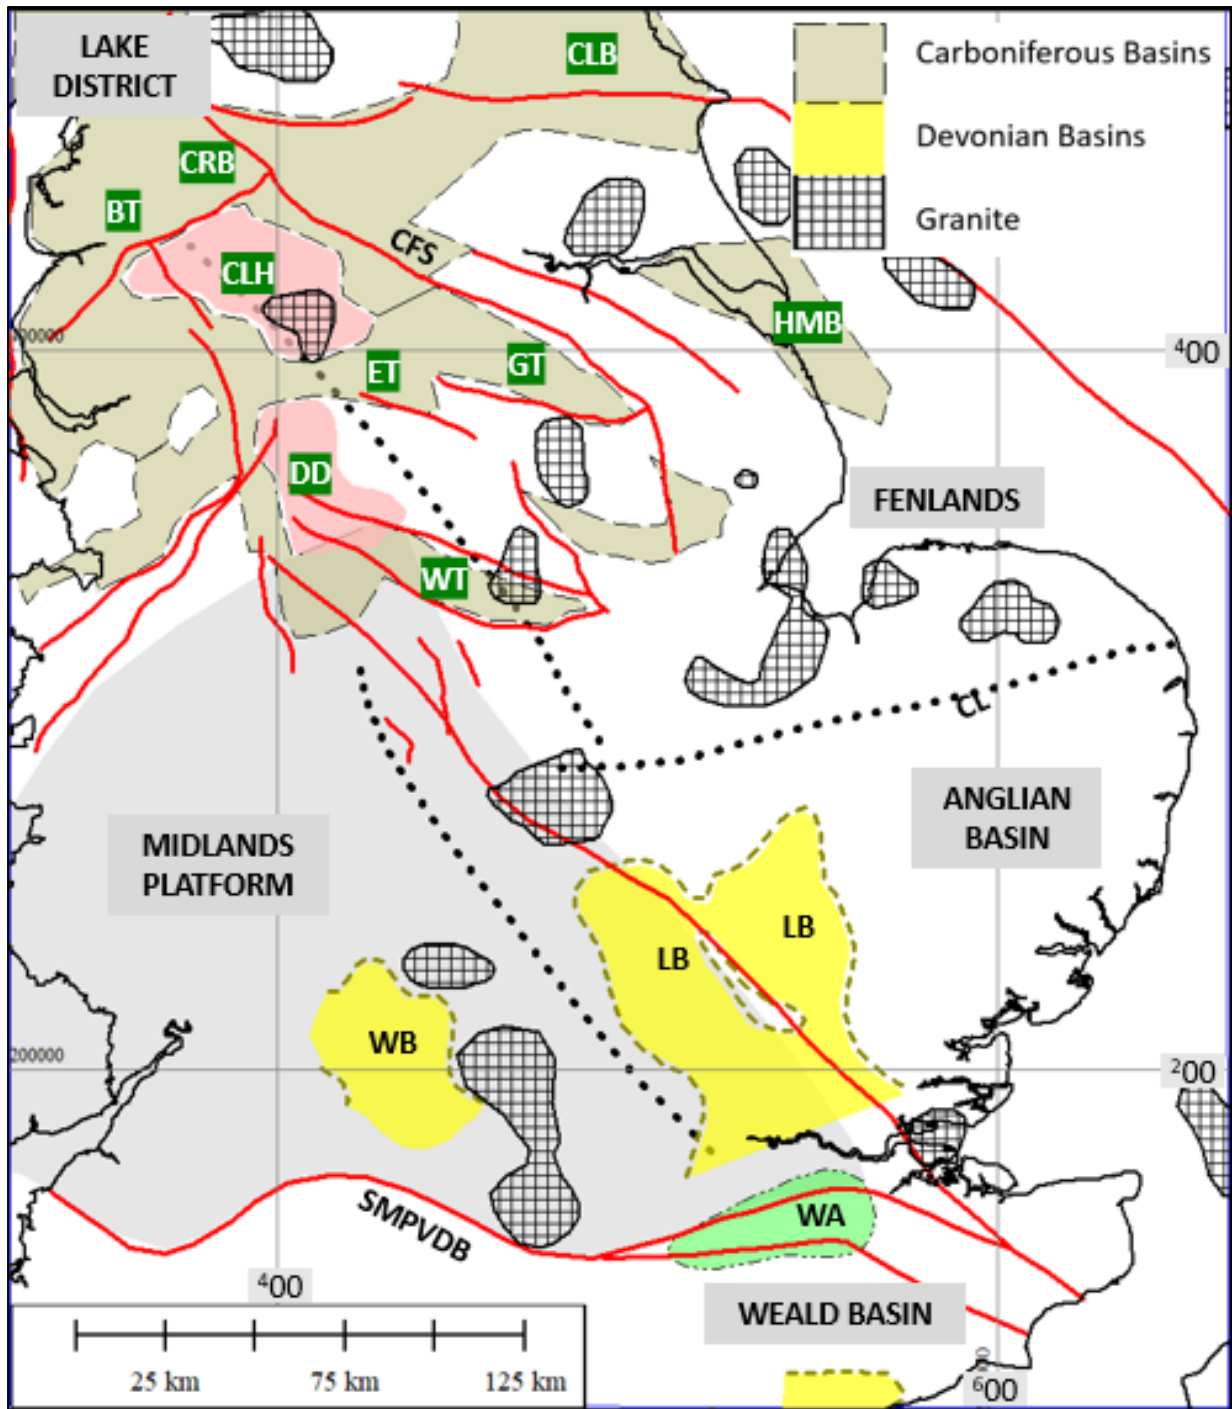 LAKE
DISTRICT
CLB
Carboniferous Basins
Devonian Basins
Granite
CRB
BT
CFS
CLH
HMB
400
ET
GT
DD
FENLANDS
WT
CL
ANGLIAN
BASIN
MIDLANDS
PLATFORM
LB
LB
WB
200000
200
SMPVDB
WA
400
WEALD BASIN
600
25 km
75 km
125 km